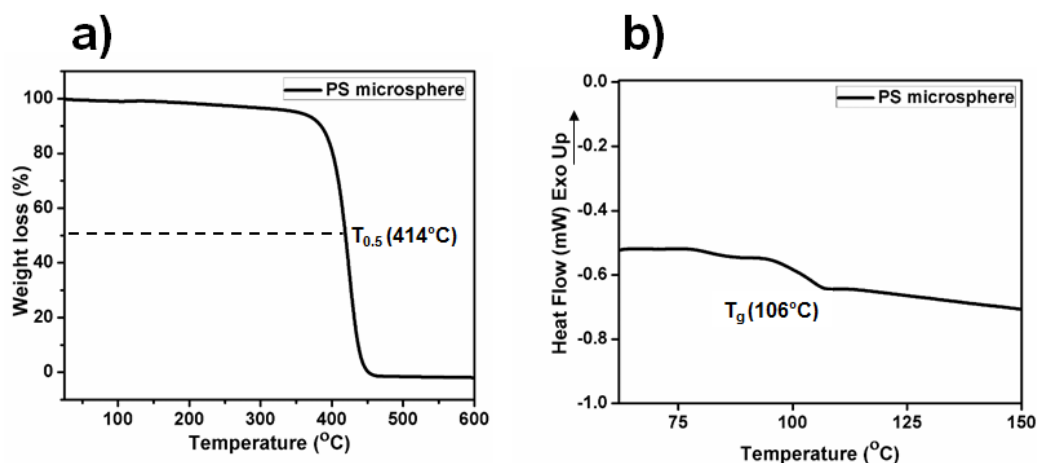 a)
PS microsphere
100
80
60
40
20
0
Weight loss (%)
T0.5 (414°C)
100
200
300
400
500
600
Temperature (°C)
b)
PS microsphere
0.0
-0.2
-0.4
-0.6
-0.8
-1.0
Heat Flow (mW) Exo Up
Tg (106°C)
75
100
125
150
Temperature (°C)